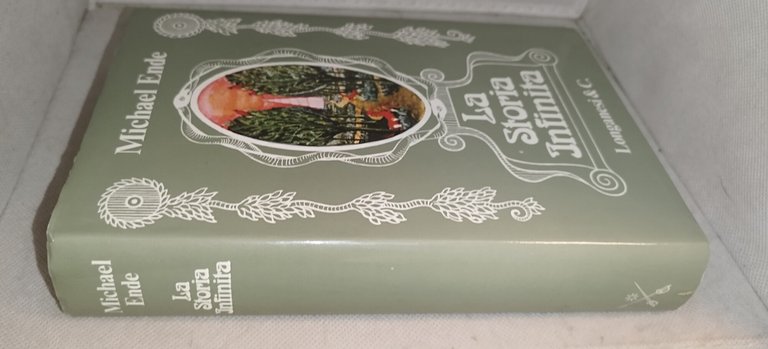 Michael Ende
La
Storia
Infinita
Longanesi & C.
Michael
Ende
La
Storia
Infinita